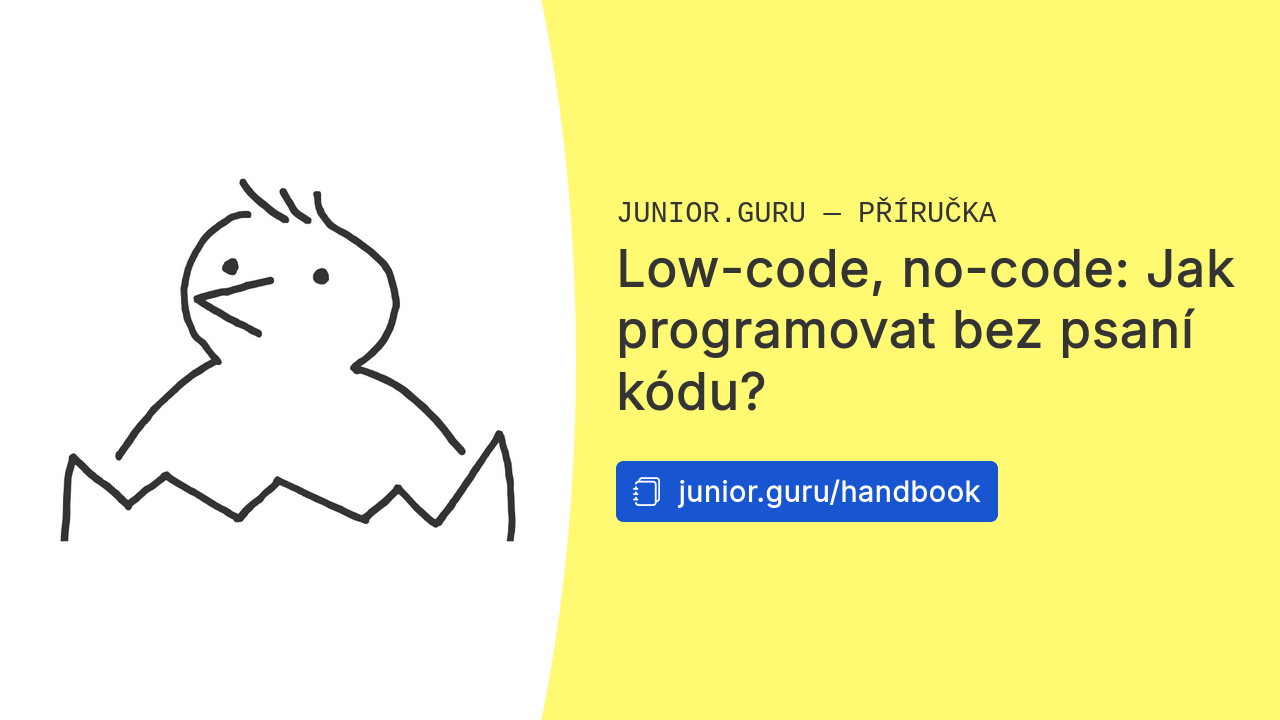 JUNIOR.GURU — PŘÍRUČKA
Low-code, no-code: Jak
programovat bez psaní
kódu?
junior.guru/handbook